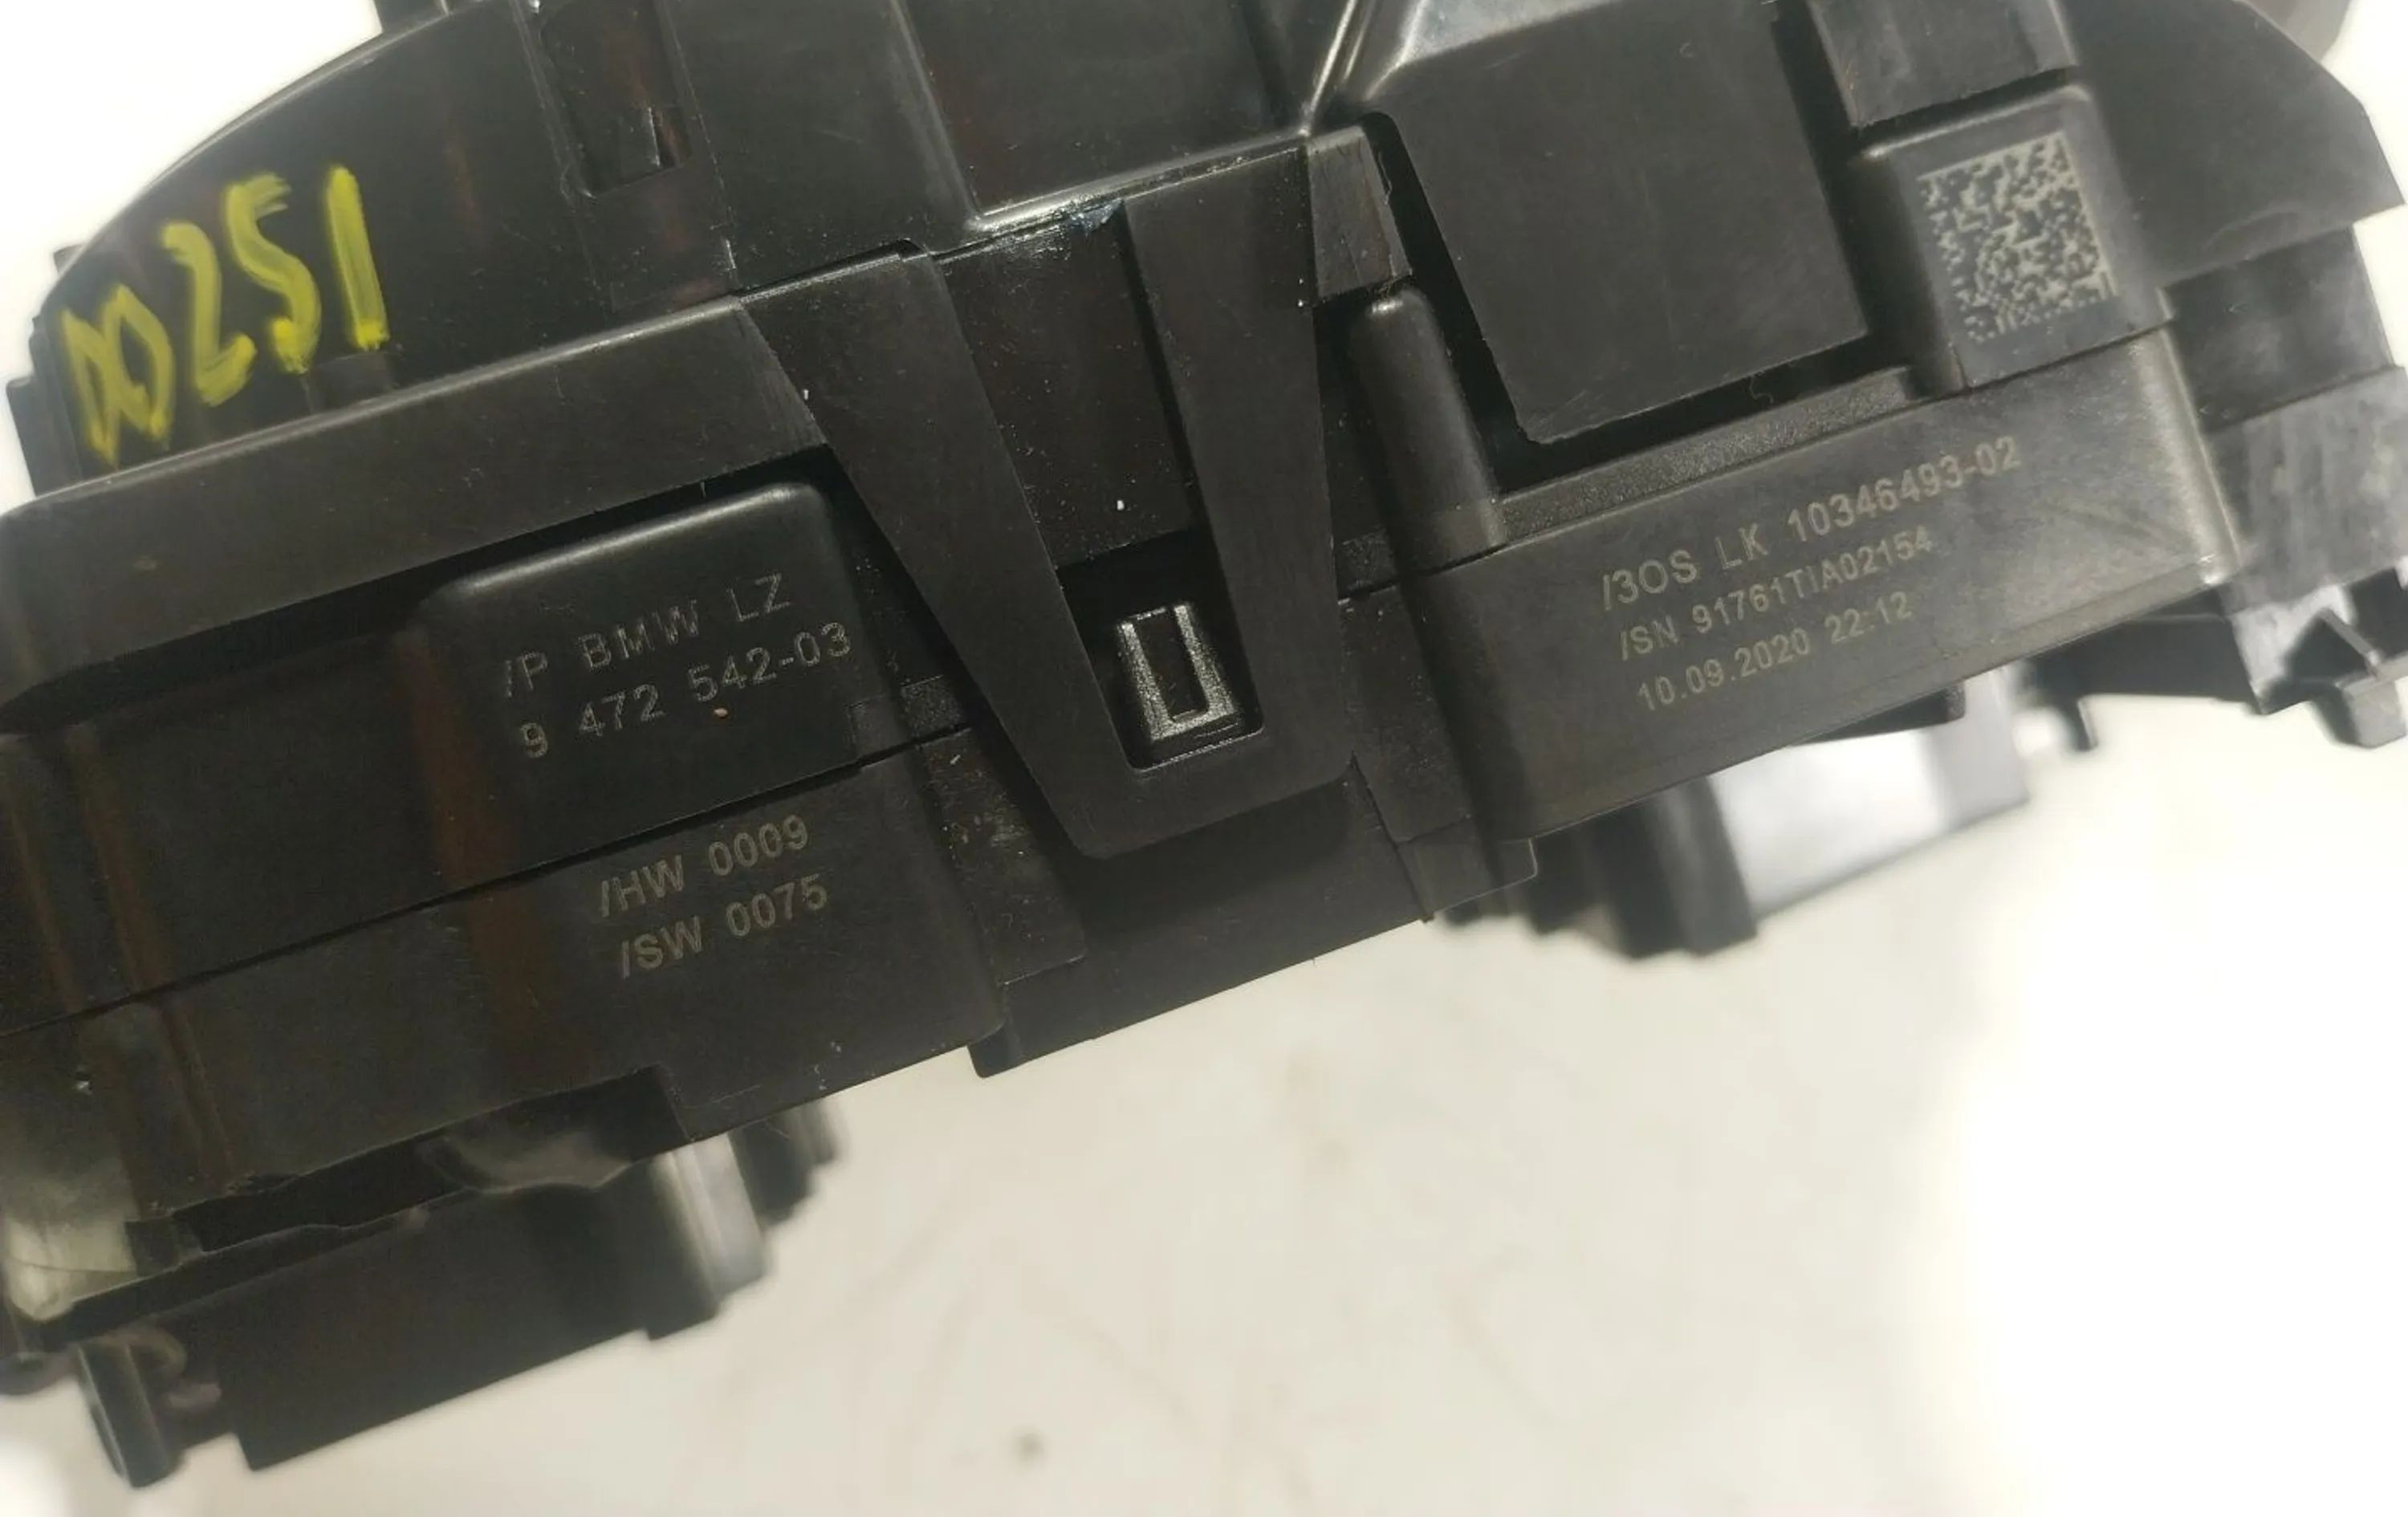 00251
/P BMW LZ
9 472 542-03
/HW 0009
/SW 0075
/3OS LK 10346493-02
/SN 91761TIA02154
10.09.2020 22:12